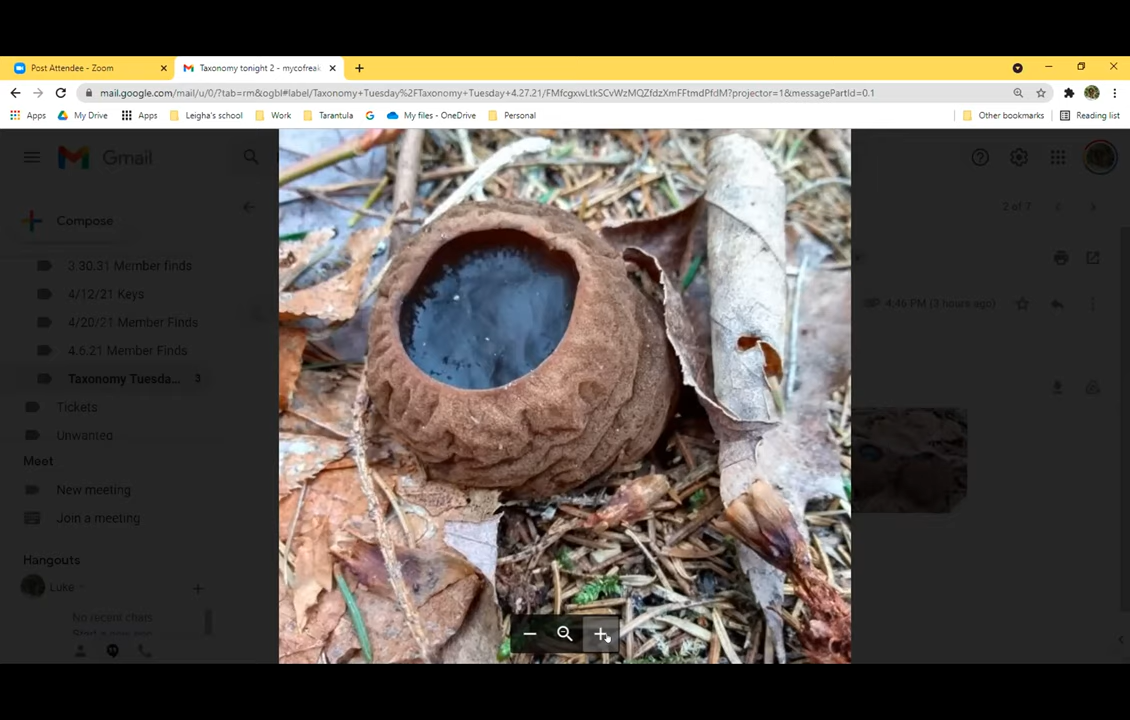 Post Attendee - Zoom
Taxonomy tonight 2 - mycofreak
mail.google.com/mail/u/0/?tab=rm&ogbl#label/Taxonomy+Tuesday%2FTaxonomy+Tuesday+4.27.21/FMfcgxwLtkSCvWzMQZfdzXmFFtmdPfdM?projector=1&messagePartId=0.1
Apps
My Drive
Apps
Leigha's school
Work
Tarantula
My files - OneDrive
Personal
Other bookmarks
Reading list
Gmail
Compose
2 of 7
3.30.31 Member finds
4/12/21 Keys
4:46 PM (3 hours ago)
4/20/21 Member Finds
4.6.21 Member Finds
Taxonomy Tuesda... 3
Tickets
Unwanted
Meet
New meeting
Join a meeting
Hangouts
Luke
No recent chats